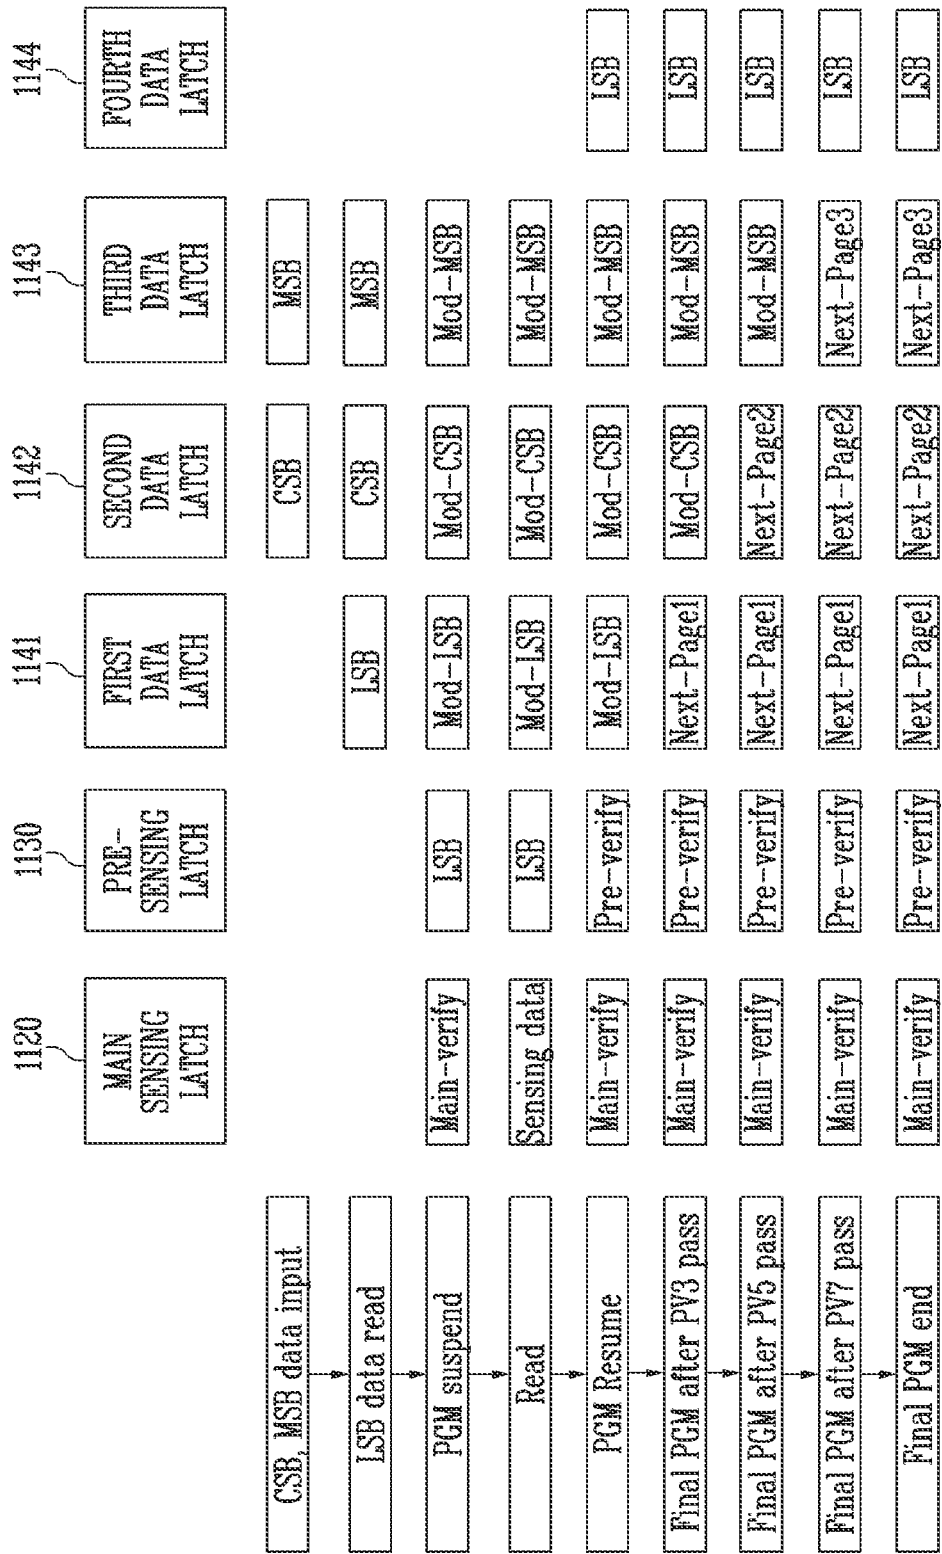 1120
1130
1141
1142
1143
1144
MAIN
SENSING
LATCH
PRE-
SENSING
LATCH
FIRST
DATA
LATCH
SECOND
DATA
LATCH
THIRD
DATA
LATCH
FOURTH
DATA
LATCH
CSB, MSB data input
CSB
MSB
LSB data read
LSB
CSB
MSB
PGM suspend
Main-verify
LSB
Mod-LSB
Mod-CSB
Mod-MSB
Read
Sensing data
LSB
Mod-LSB
Mod-CSB
Mod-MSB
PGM Resume
Main-verify
Pre-verify
Mod-LSB
Mod-CSB
Mod-MSB
LSB
Final PGM after PV3 pass
Main-verify
Pre-verify
Next-Page1
Mod-CSB
Mod-MSB
LSB
Final PGM after PV5 pass
Main-verify
Pre-verify
Next-Page1
Next-Page2
Mod-MSB
LSB
Final PGM after PV7 pass
Main-verify
Pre-verify
Next-Page1
Next-Page2
Next-Page3
LSB
Final PGM end
Main-verify
Pre-verify
Next-Page1
Next-Page2
Next-Page3
LSB